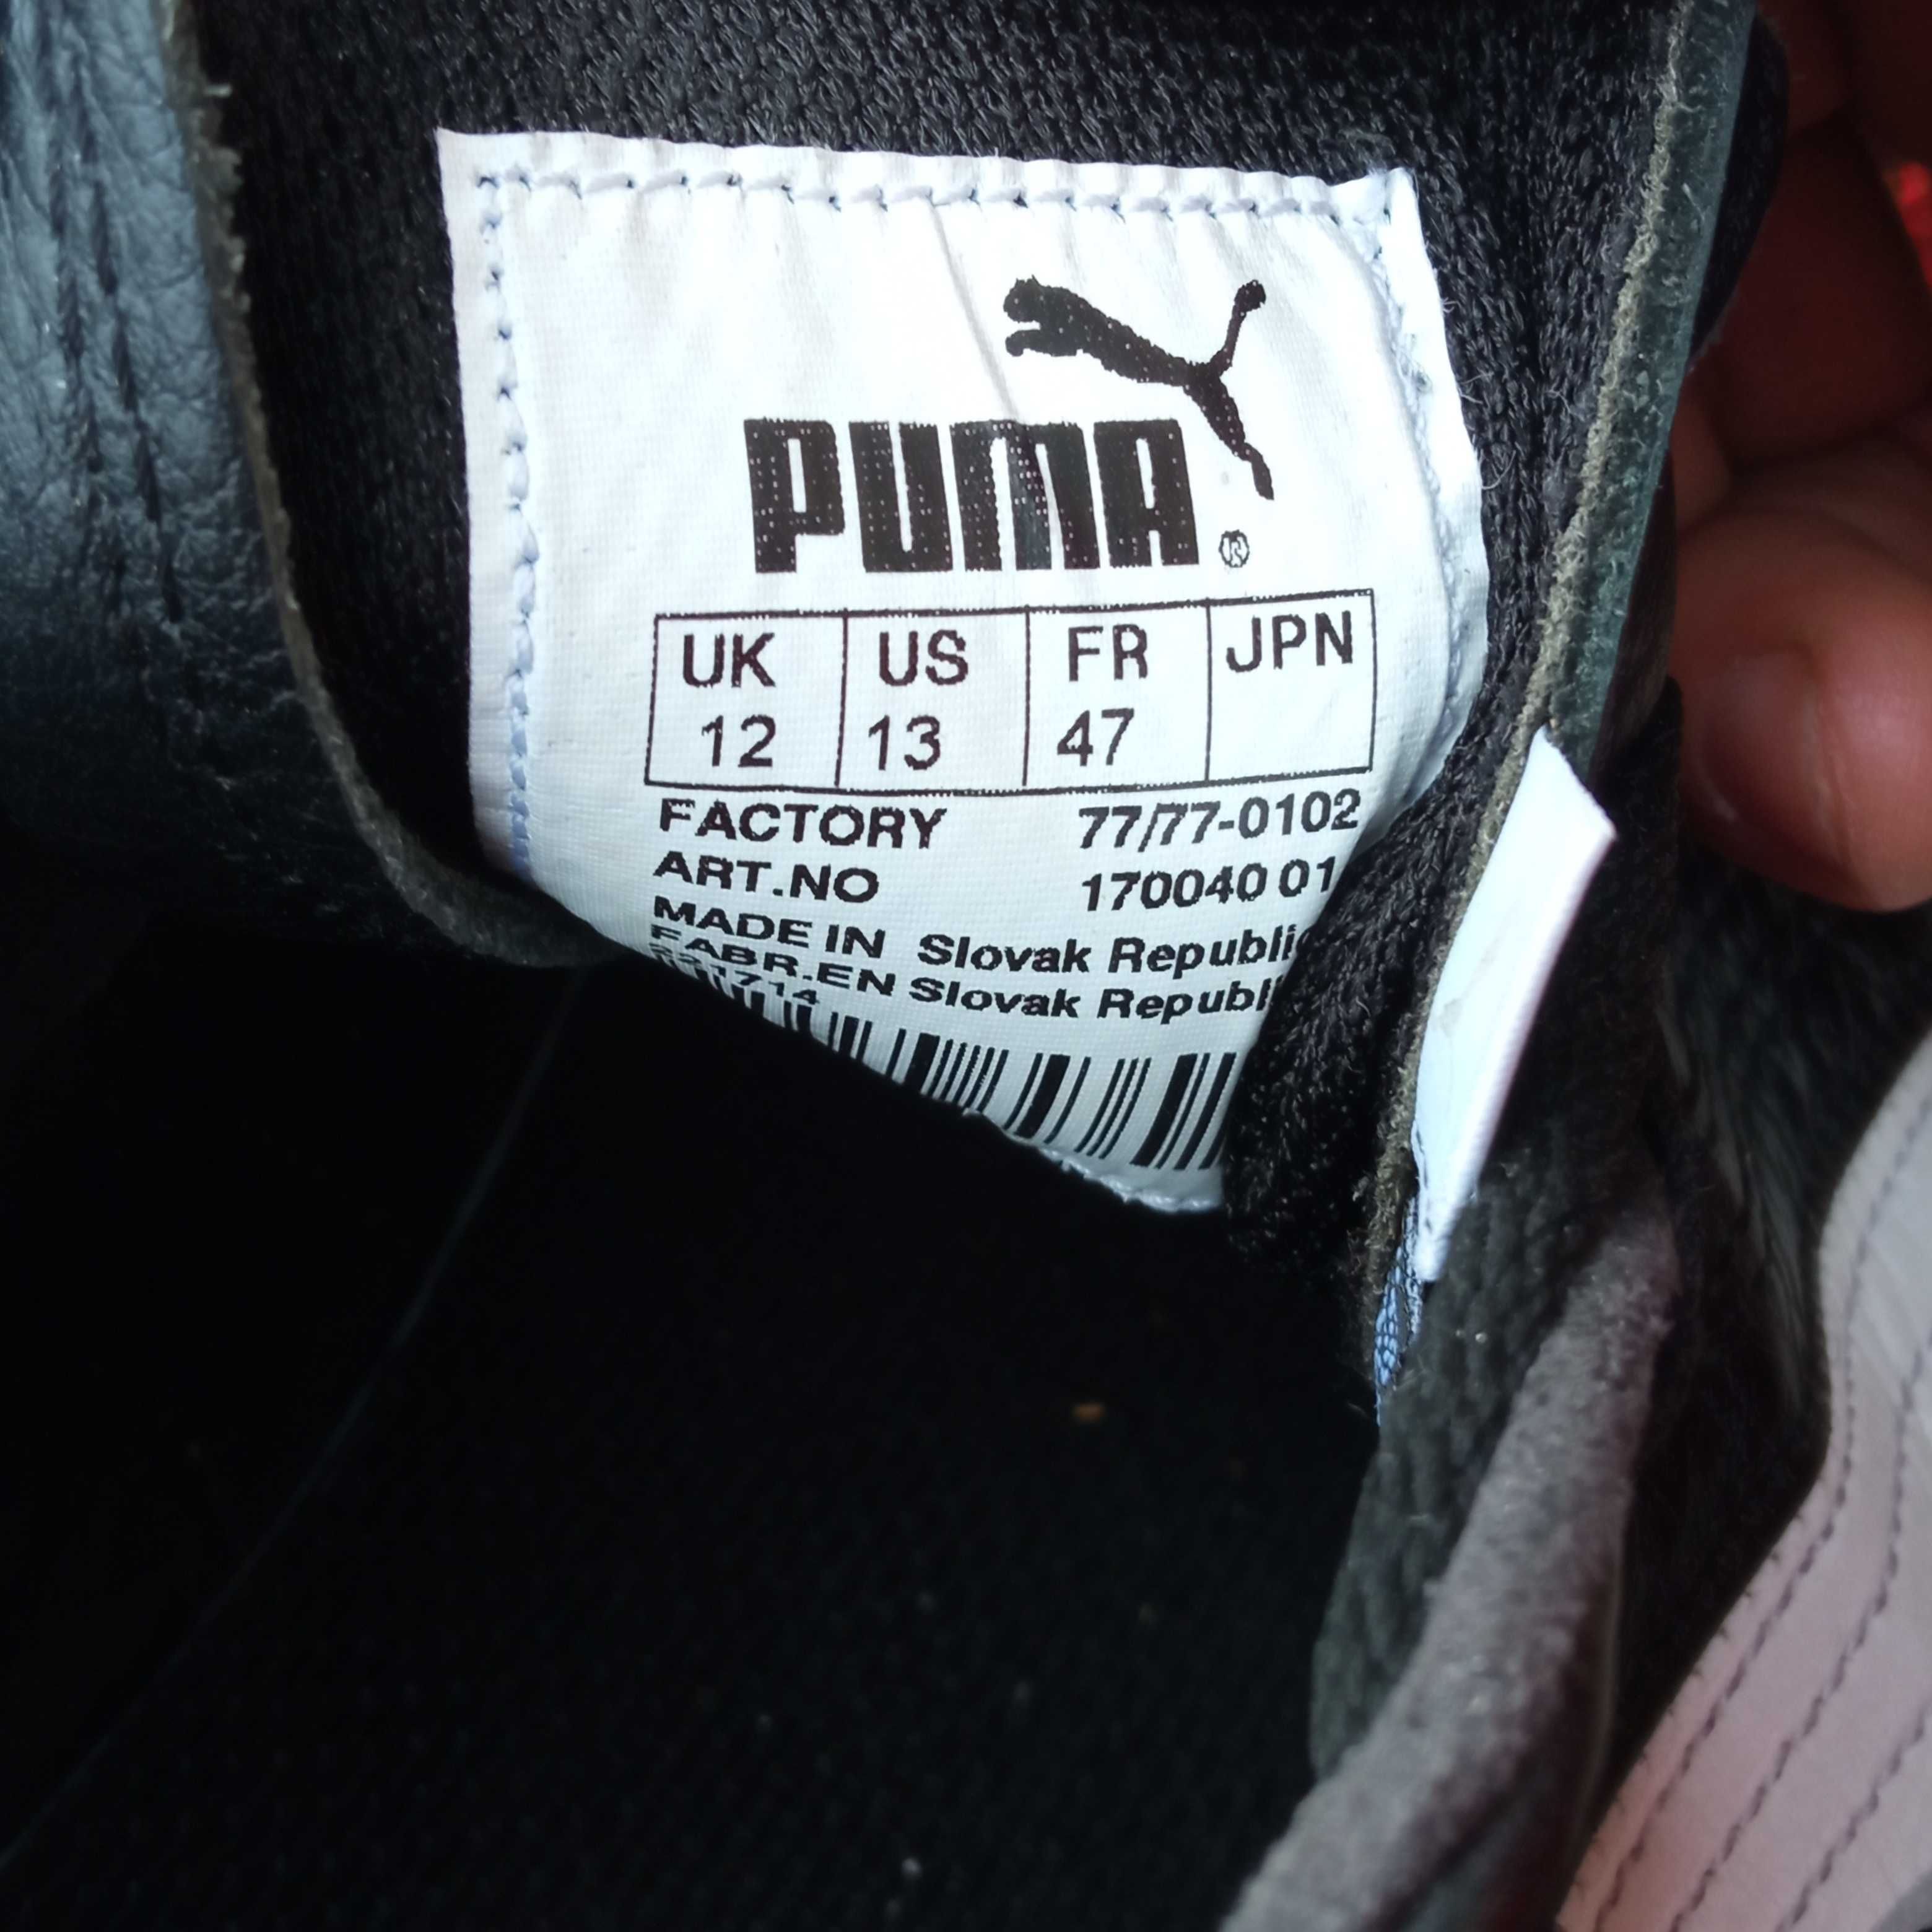 PUMA®
UK US FR JPN
12 13 47
FACTORY 77/77-0102
ART.NO 170040 01
MADE IN Slovak Republic
FABR.EN Slovak Republi